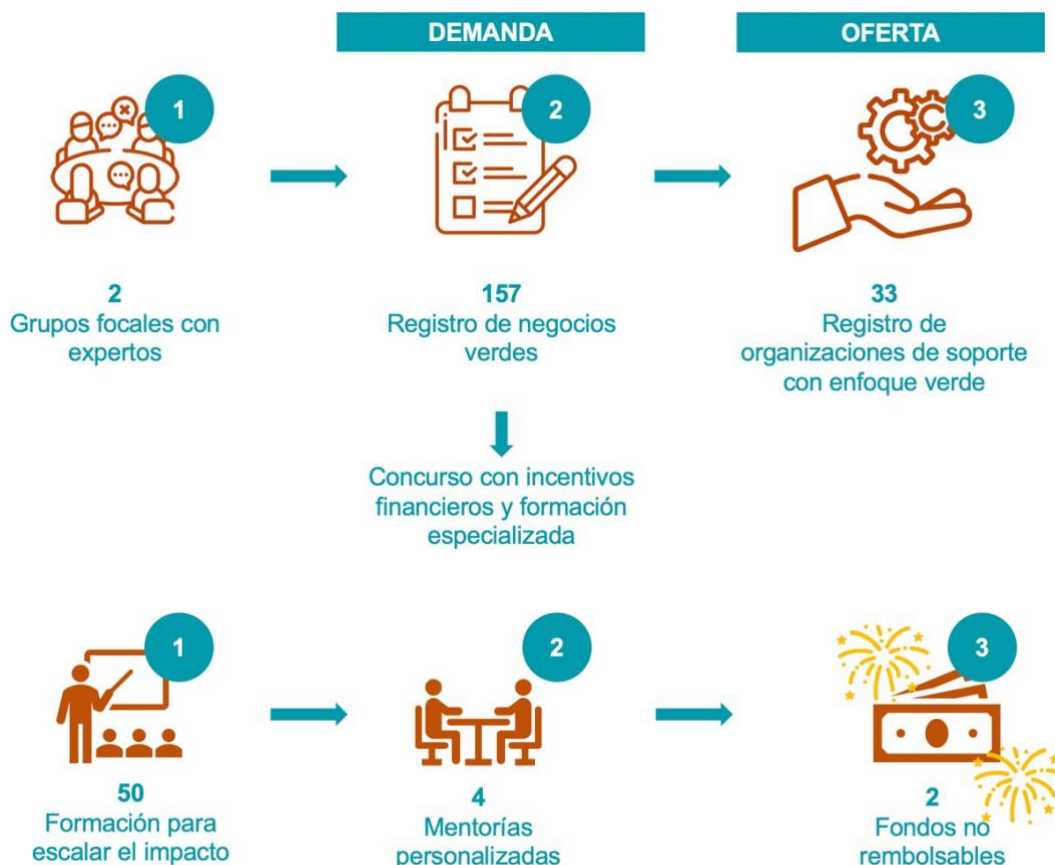 DEMANDA
OFERTA
1
2
3
2
Grupos focales con
expertos
157
Registro de negocios
verdes
33
Registro de
organizaciones de soporte
con enfoque verde
Concurso con incentivos
financieros y formación
especializada
1
2
3
50
Formación para
escalar el impacto
4
Mentorías
personalizadas
2
Fondos no
rembolsables